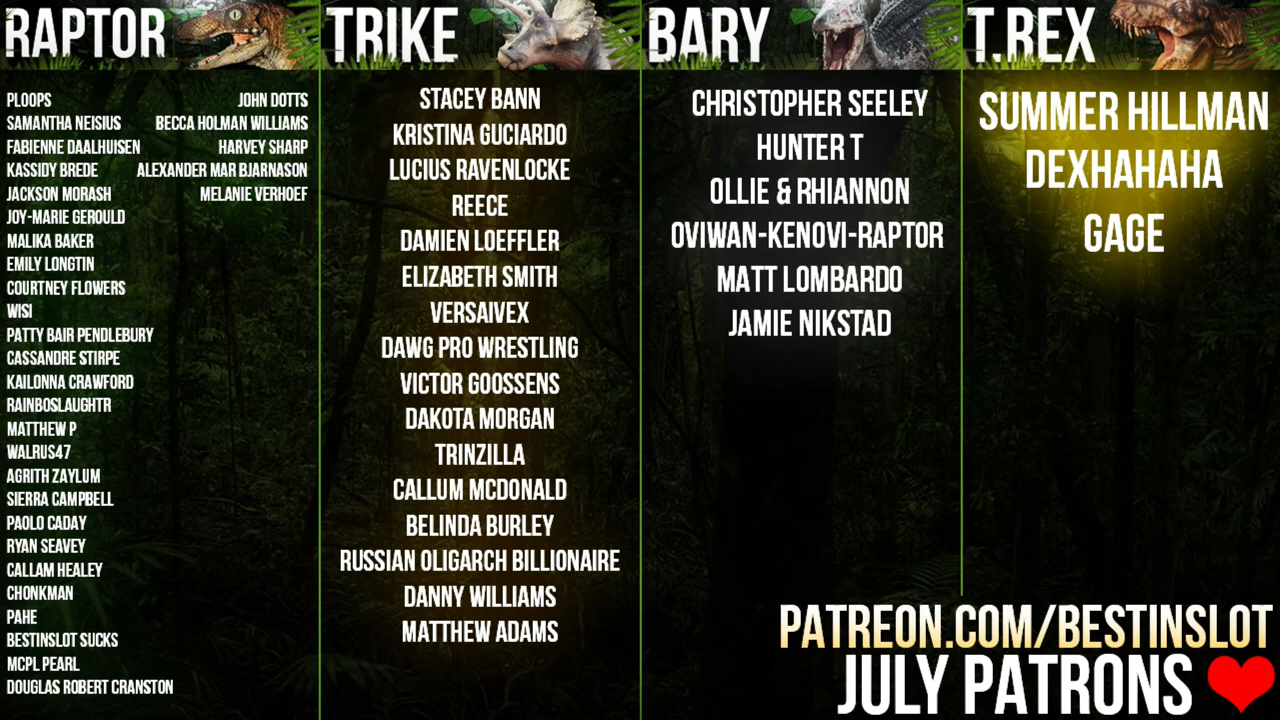 RAPTOR
PLOOPS
SAMANTHA NEISIUS
FABIENNE DAALHUISEN
KASSIDY BREDE
JACKSON MORASH
JOY-MARIE GEROULD
MALIKA BAKER
EMILY LONGTIN
COURTNEY FLOWERS
WISI
PATTY BAIR PENDLEBURY
CASSANDRE STIRPE
KAILONNA CRAWFORD
RAINBOSLAUGHTR
MATTHEW P
WALRUS47
AGRITH ZAYLUM
SIERRA CAMPBELL
PAOLO CADAY
RYAN SEAVEY
CALLAM HEALEY
CHONKMAN
PAHE
BESTINSLOT SUCKS
MCPL PEARL
DOUGLAS ROBERT CRANSTON
JOHN DOTTS
BECCA HOLMAN WILLIAMS
HARVEY SHARP
ALEXANDER MAR BJARNASON
MELANIE VERHOEF
TRIKE
STACEY BANN
KRISTINA GUCIARDO
LUCIUS RAVENLOCKE
REECE
DAMIEN LOEFFLER
ELIZABETH SMITH
VERSAIVEX
DAWG PRO WRESTLING
VICTOR GOOSSENS
DAKOTA MORGAN
TRINZILLA
CALLUM MCDONALD
BELINDA BURLEY
RUSSIAN OLIGARCH BILLIONAIRE
DANNY WILLIAMS
MATTHEW ADAMS
BARY
CHRISTOPHER SEELEY
HUNTER T
OLLIE & RHIANNON
OVIWAN-KENOVI-RAPTOR
MATT LOMBARDO
JAMIE NIKSTAD
T.REX
SUMMER HILLMAN
DEXHAHAHA
GAGE
PATREON.COM/BESTINSLOT
JULY PATRONS